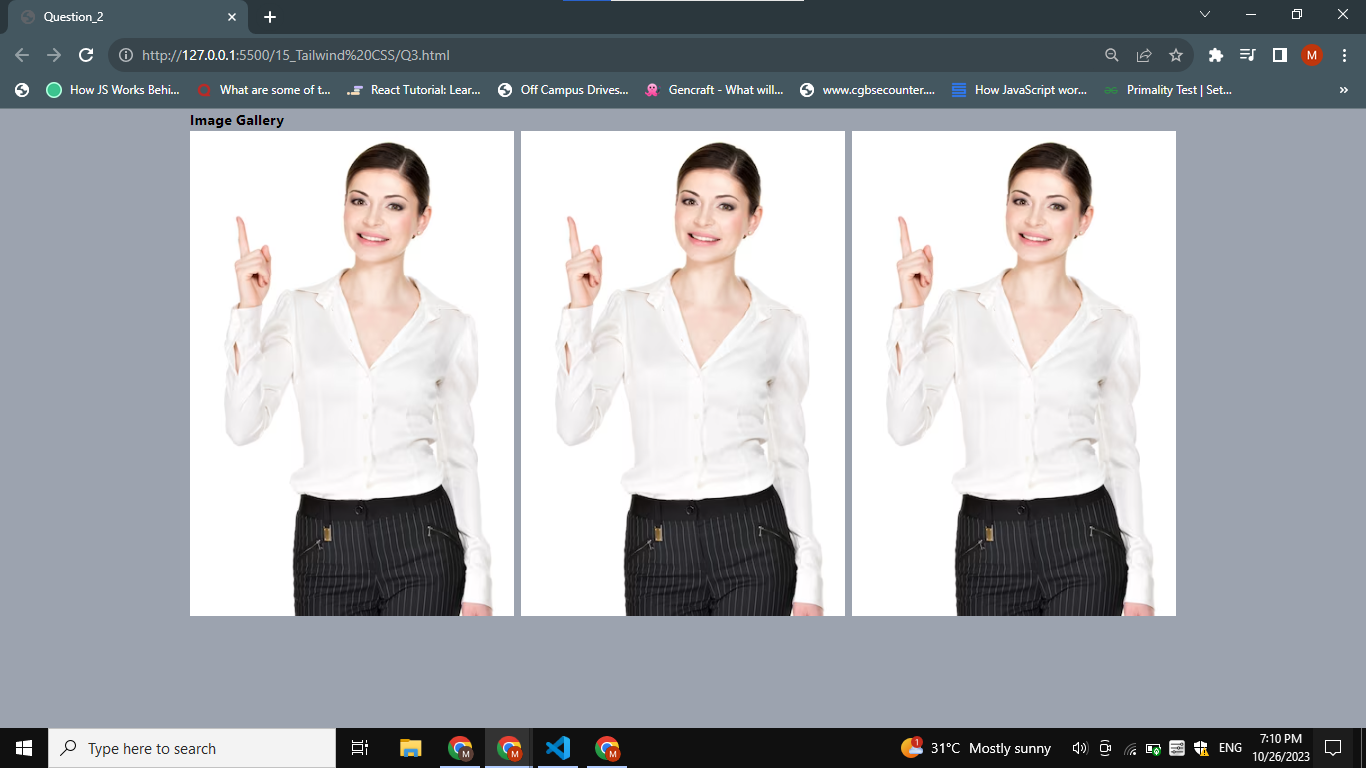 Question_2
http://127.0.0.1:5500/15_Tailwind%20CSS/Q3.html
M
How JS Works Behi...
What are some of t...
React Tutorial: Lear...
Off Campus Drives...
Gencraft - What will...
www.cgbsecounter....
How JavaScript wor...
Primality Test | Set...
»
Image Gallery
Type here to search
M
M
M
1
31°C Mostly sunny
ENG
7:10 PM
10/26/2023